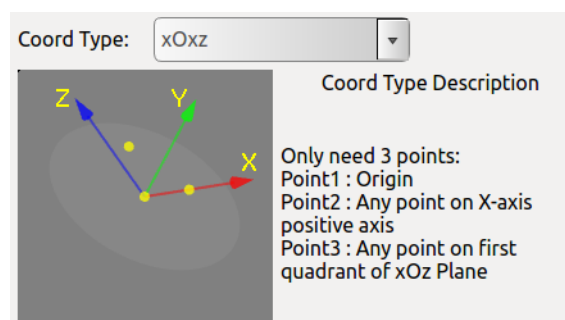 Coord Type:
xOxz
Coord Type Description
Z
Y
X
Only need 3 points:
Point1 : Origin
Point2 : Any point on X-axis
positive axis
Point3 : Any point on first
quadrant of xOz Plane